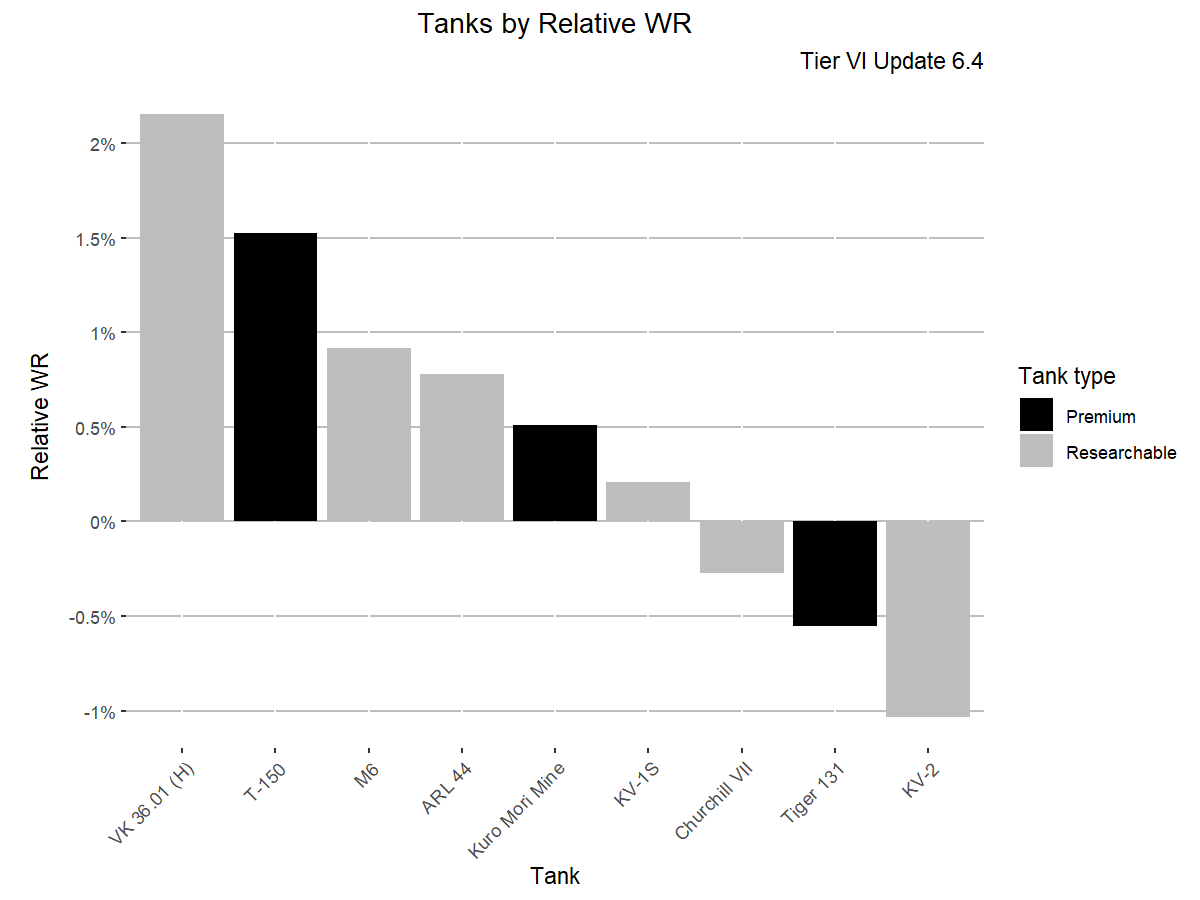 Tanks by Relative WR
Tier VI Update 6.4
2%
1.5%
1%
0.5%
0%
-0.5%
-1%
Relative WR
VK 36.01 (H)
T-150
M6
ARL 44
Kuro Mori Mine
KV-1S
Churchill VII
Tiger 131
KV-2
Tank
Tank type
Premium
Researchable